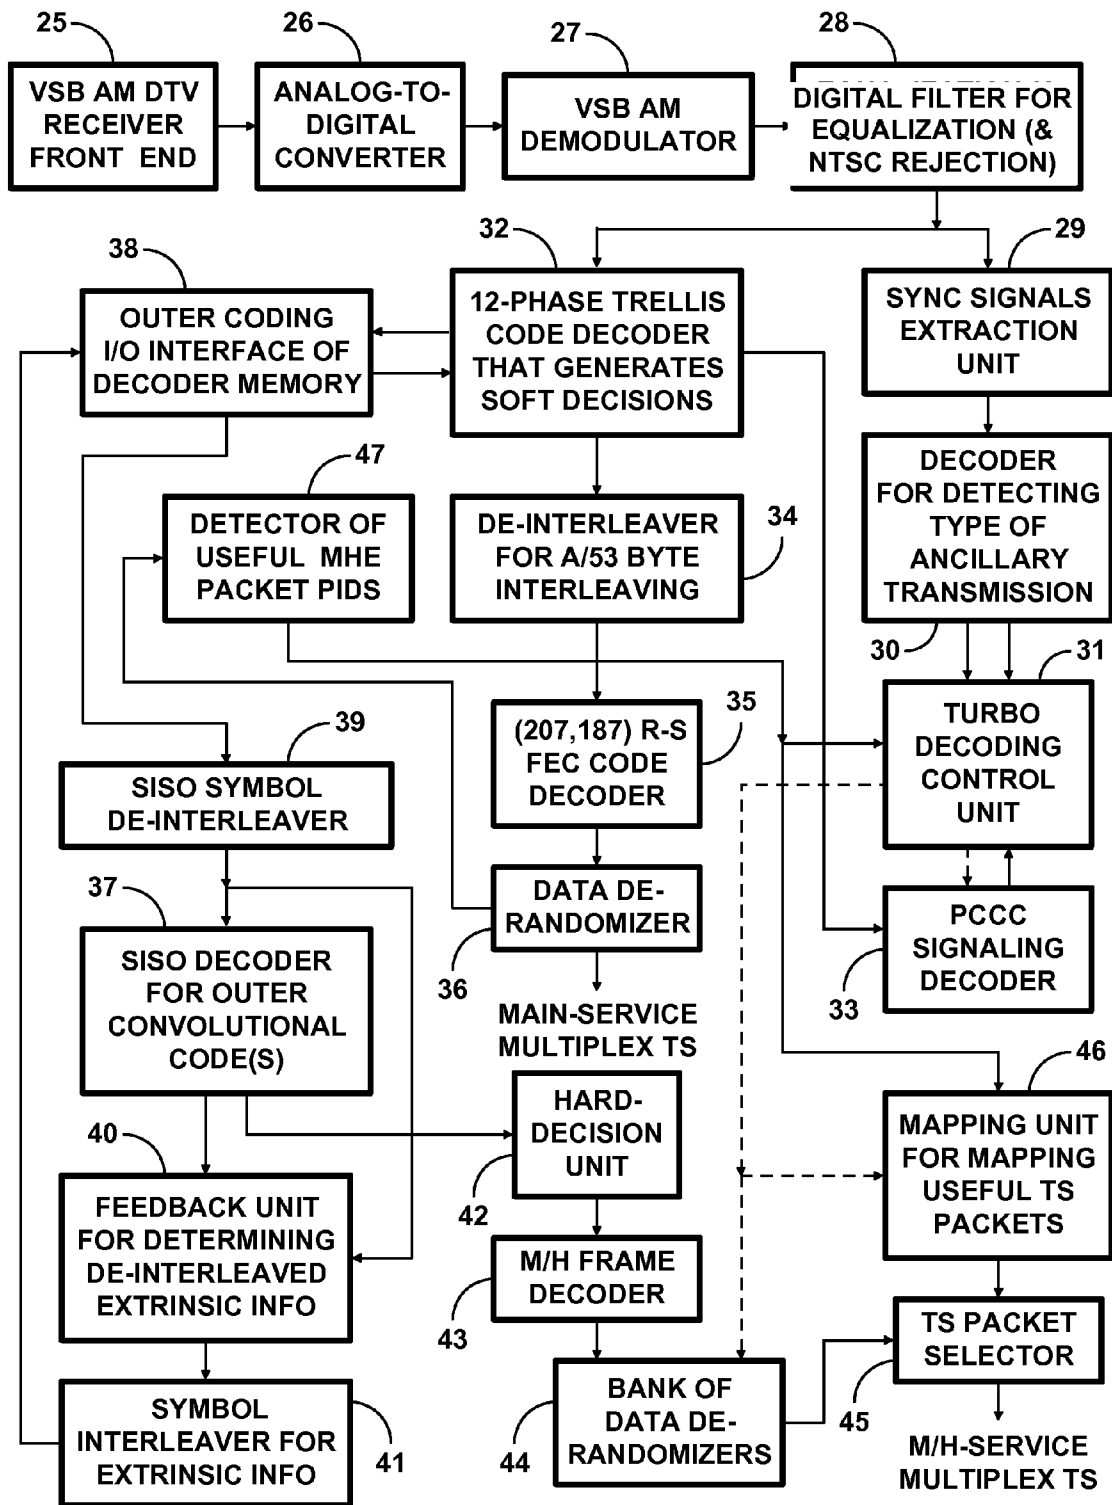 25
26
27
28
VSB AM DTV
RECEIVER
FRONT END
ANALOG-TO-
DIGITAL
CONVERTER
VSB AM
DEMODULATOR
DIGITAL FILTER FOR
EQUALIZATION (&
NTSC REJECTION)
38
32
29
OUTER CODING
I/O INTERFACE OF
DECODER MEMORY
12-PHASE TRELLIS
CODE DECODER
THAT GENERATES
SOFT DECISIONS
SYNC SIGNALS
EXTRACTION
UNIT
47
DETECTOR OF
USEFUL MHE
PACKET PIDS
DE-INTERLEAVER
FOR A/53 BYTE
INTERLEAVING
34
DECODER
FOR DETECTING
TYPE OF
ANCILLARY
TRANSMISSION
30
31
39
SISO SYMBOL
DE-INTERLEAVER
(207,187) R-S
FEC CODE
DECODER
35
TURBO
DECODING
CONTROL
UNIT
37
SISO DECODER
FOR OUTER
CONVOLUTIONAL
CODE(S)
DATA DE-
RANDOMIZER
36
MAIN-SERVICE
MULTIPLEX TS
PCCC
SIGNALING
DECODER
33
46
40
FEEDBACK UNIT
FOR DETERMINING
DE-INTERLEAVED
EXTRINSIC INFO
HARD-
DECISION
UNIT
42
MAPPING UNIT
FOR MAPPING
USEFUL TS
PACKETS
M/H FRAME
DECODER
43
TS PACKET
SELECTOR
45
SYMBOL
INTERLEAVER FOR
EXTRINSIC INFO
41
BANK OF
DATA DE-
RANDOMIZERS
44
M/H-SERVICE
MULTIPLEX TS